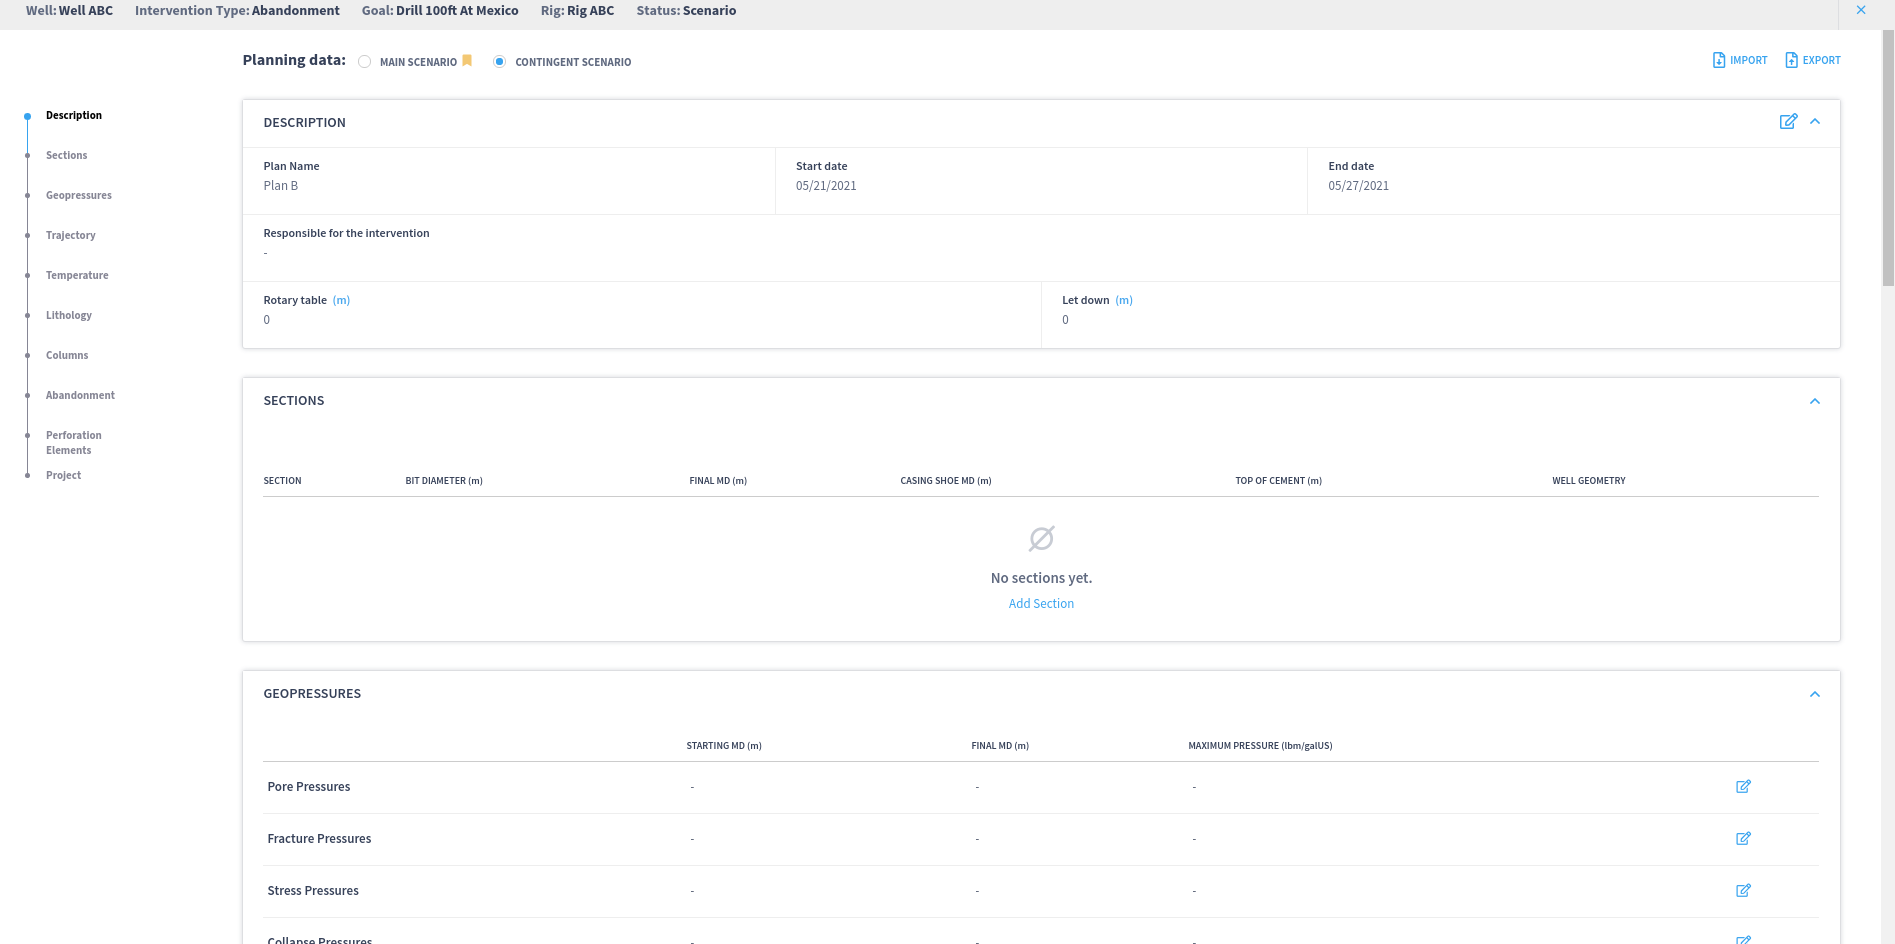 Well: Well ABC Intervention Type: Abandonment Goal: Drill 100ft At Mexico Rig: Rig ABC Status: Scenario
Planning data: MAIN SCENARIO CONTINGENT SCENARIO IMPORT EXPORT
Description
Sections
Geopressures
Trajectory
Temperature
Lithology
Columns
Abandonment
Perforation
Elements
Project
DESCRIPTION
Plan Name Start date End date
Plan B 05/21/2021 05/27/2021
Responsible for the intervention
-
Rotary table (m) Let down (m)
0 0
SECTIONS
SECTION BIT DIAMETER (m) FINAL MD (m) CASING SHOE MD (m) TOP OF CEMENT (m) WELL GEOMETRY
No sections yet.
Add Section
GEOPRESSURES
STARTING MD (m) FINAL MD (m) MAXIMUM PRESSURE (lbm/galUS)
Pore Pressures - - -
Fracture Pressures - - -
Stress Pressures - - -
Collapse Pressures - - -